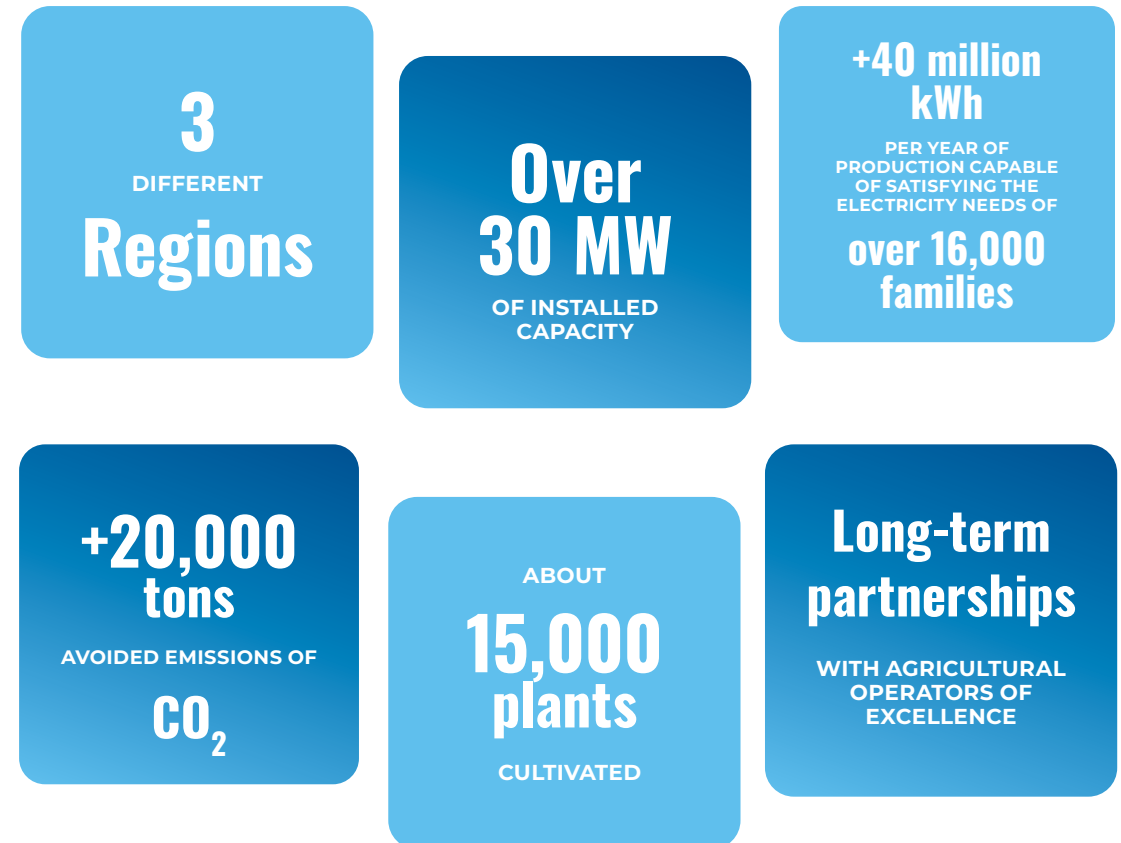 3
DIFFERENT
Regions
Over
30 MW
OF INSTALLED
CAPACITY
+40 million
kWh
PER YEAR OF
PRODUCTION CAPABLE
OF SATISFYING THE
ELECTRICITY NEEDS OF
over 16,000
families
+20,000
tons
AVOIDED EMISSIONS OF
CO₂
ABOUT
15,000
plants
CULTIVATED
Long-term
partnerships
WITH AGRICULTURAL
OPERATORS OF
EXCELLENCE